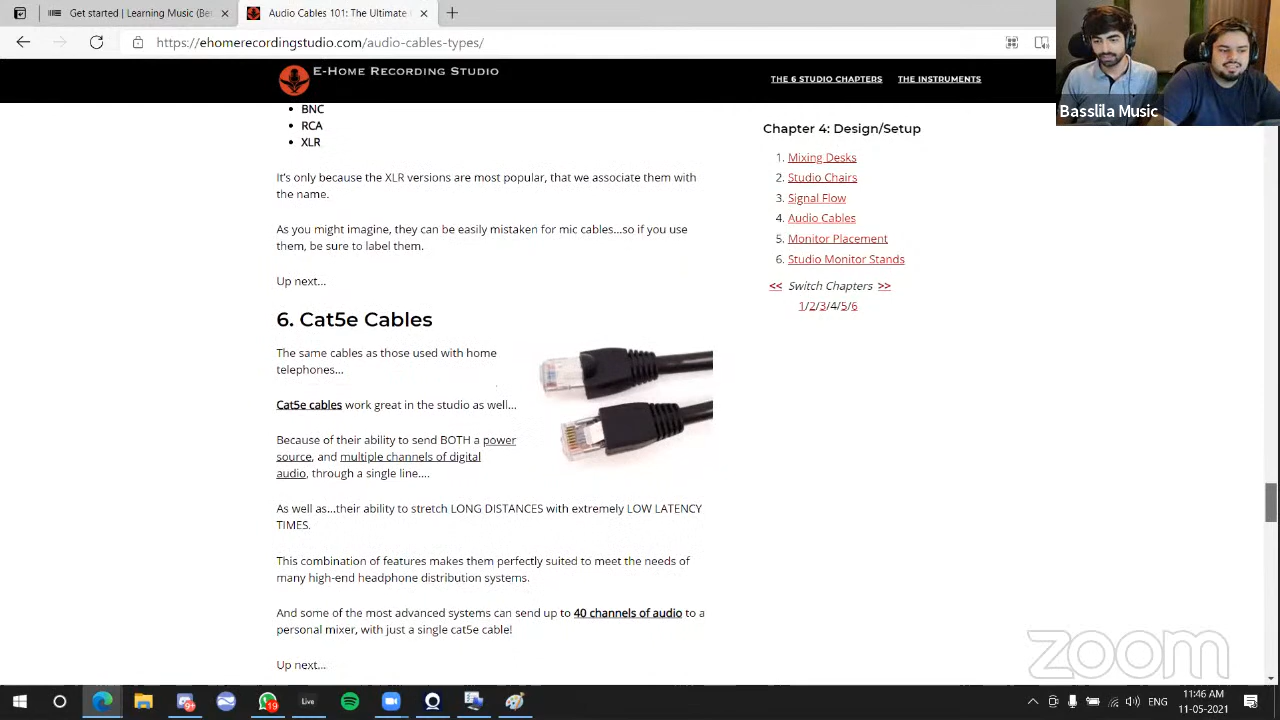 https://ehomerecordingstudio.com/audio-cables-types/
E-HOME RECORDING STUDIO
THE 6 STUDIO CHAPTERS
THE INSTRUMENTS
Basslila Music
BNC
RCA
XLR
It's only because the XLR versions are most popular, that we associate them with
the name.
As you might imagine, they can be easily mistaken for mic cables...so if you use
them, be sure to label them.
Up next...
6. Cat5e Cables
The same cables as those used with home
telephones...
Cat5e cables work great in the studio as well...
Because of their ability to send BOTH a power
source, and multiple channels of digital
audio, through a single line....
As well as...their ability to stretch LONG DISTANCES with extremely LOW LATENCY
TIMES.
This combination of features makes them perfectly suited to meet the needs of
many high-end headphone distribution systems.
And some of the most advanced systems can send up to 40 channels of audio to a
personal mixer, with just a single cat5e cable!
Up next...
Chapter 4: Design/Setup
1. Mixing Desks
2. Studio Chairs
3. Signal Flow
4. Audio Cables
5. Monitor Placement
6. Studio Monitor Stands
<< Switch Chapters >>
1/2/3/4/5/6
zoom
9+
19
Live
ENG
11:46 AM
11-05-2021